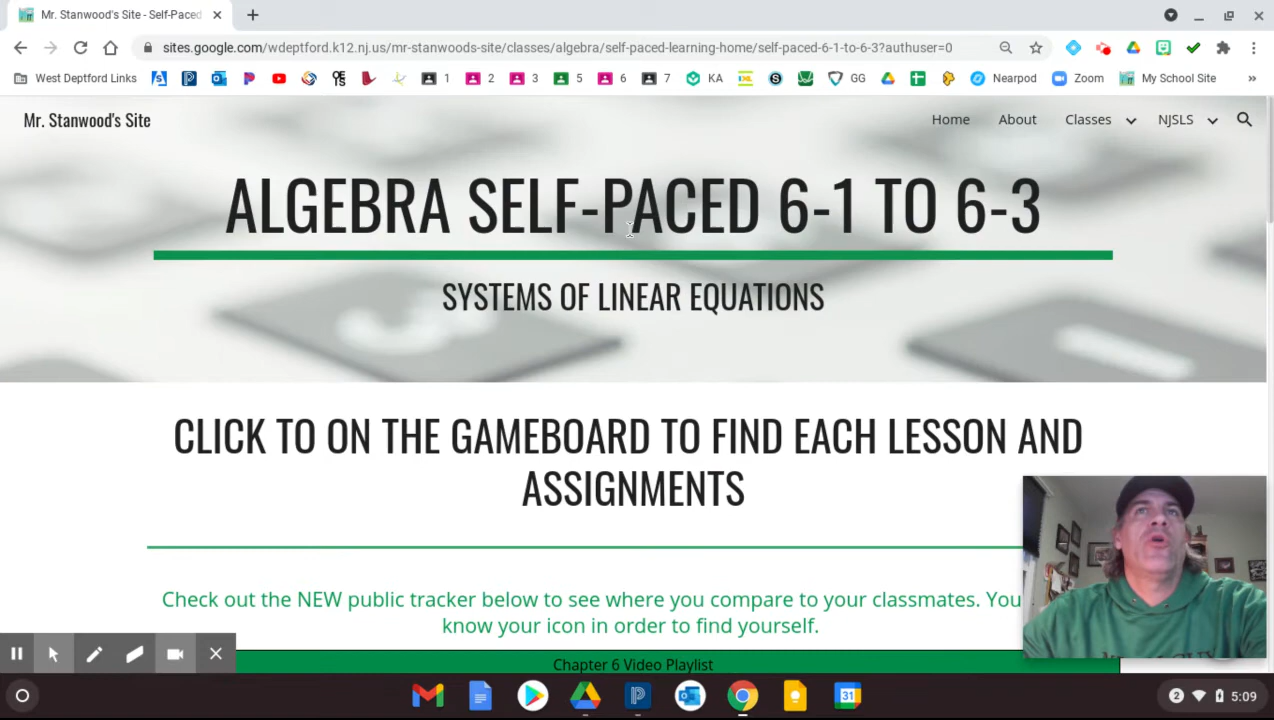 Mr. Stanwood's Site - Self-Paced
sites.google.com/wdeptford.k12.nj.us/mr-stanwoods-site/classes/algebra/self-paced-learning-home/self-paced-6-1-to-6-3?authuser=0
West Deptford Links 1 2 3 5 6 7 KA GG Nearpod Zoom My School Site »
Mr. Stanwood's Site Home About Classes NJSLS
ALGEBRA SELF-PACED 6-1 TO 6-3
SYSTEMS OF LINEAR EQUATIONS
CLICK TO ON THE GAMEBOARD TO FIND EACH LESSON AND
ASSIGNMENTS
Check out the NEW public tracker below to see where you compare to your classmates. You
know your icon in order to find yourself.
Chapter 6 Video Playlist
31 2 5:09